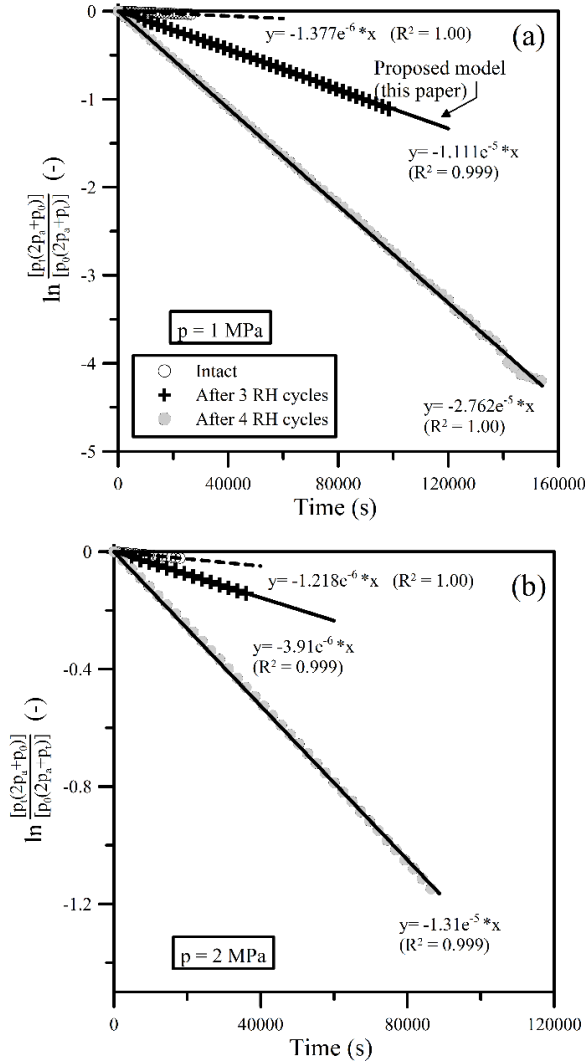 y= -1.377e⁻⁶ *x (R² = 1.00)
(a)
Proposed model
(this paper)
y= -1.111e⁻⁵ *x
(R² = 0.999)
p = 1 MPa
Intact
After 3 RH cycles
After 4 RH cycles
y= -2.762e⁻⁵ *x
(R² = 1.00)
0
-1
-2
-3
-4
-5
0 40000 80000 120000 160000
Time (s)
ln [pₜ(2pₐ+p₀)] / [p₀(2pₐ+pₜ)] (-)
(b)
y= -1.218e⁻⁶ *x (R² = 1.00)
y= -3.91e⁻⁶ *x
(R² = 0.999)
y= -1.31e⁻⁵ *x
(R² = 0.999)
p = 2 MPa
0
-0.4
-0.8
-1.2
0 40000 80000 120000
Time (s)
ln [pₜ(2pₐ+p₀)] / [p₀(2pₐ+pₜ)] (-)